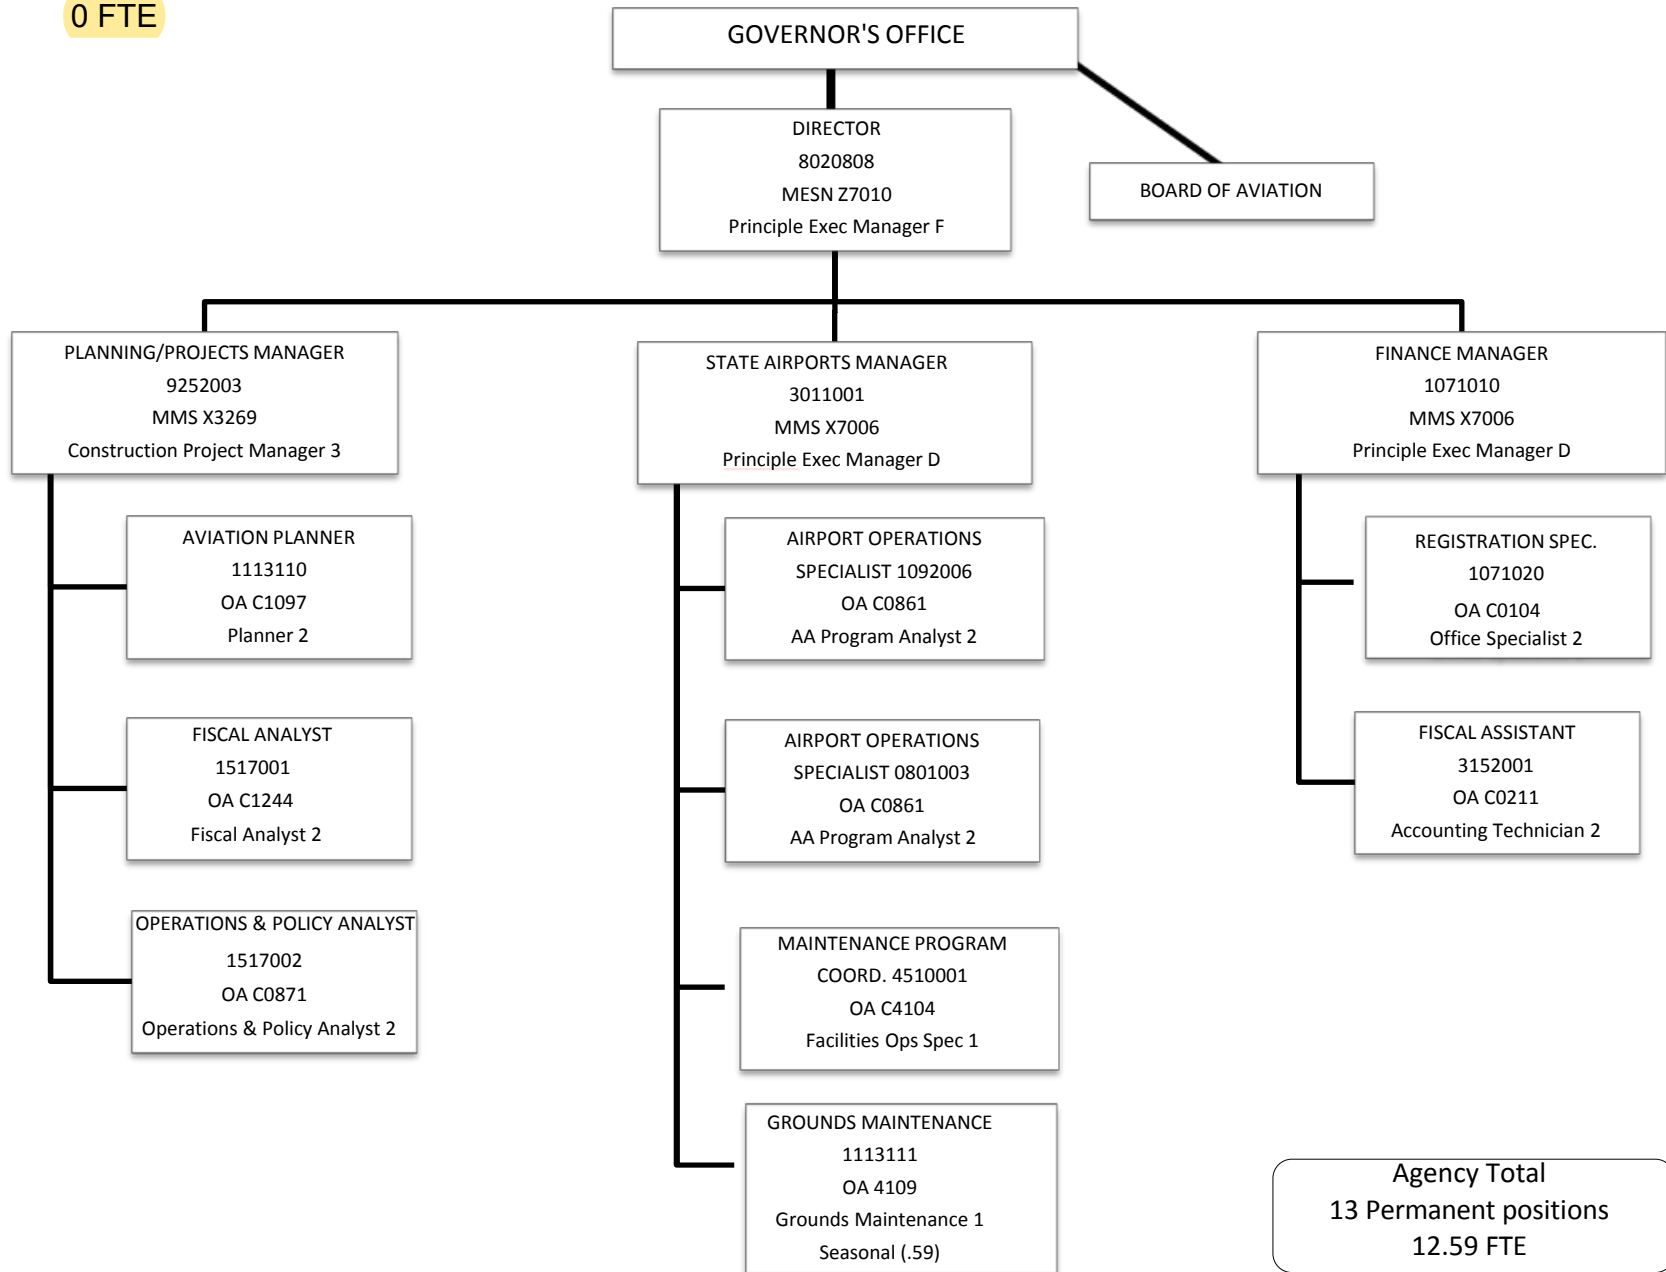 0 FTE
GOVERNOR'S OFFICE
DIRECTOR
8020808
MESN Z7010
Principle Exec Manager F
BOARD OF AVIATION
PLANNING/PROJECTS MANAGER
9252003
MMS X3269
Construction Project Manager 3
STATE AIRPORTS MANAGER
3011001
MMS X7006
Principle Exec Manager D
FINANCE MANAGER
1071010
MMS X7006
Principle Exec Manager D
AVIATION PLANNER
1113110
OA C1097
Planner 2
AIRPORT OPERATIONS
SPECIALIST 1092006
OA C0861
AA Program Analyst 2
REGISTRATION SPEC.
1071020
OA C0104
Office Specialist 2
FISCAL ANALYST
1517001
OA C1244
Fiscal Analyst 2
AIRPORT OPERATIONS
SPECIALIST 0801003
OA C0861
AA Program Analyst 2
FISCAL ASSISTANT
3152001
OA C0211
Accounting Technician 2
OPERATIONS & POLICY ANALYST
1517002
OA C0871
Operations & Policy Analyst 2
MAINTENANCE PROGRAM
COORD. 4510001
OA C4104
Facilities Ops Spec 1
GROUNDS MAINTENANCE
1113111
OA 4109
Grounds Maintenance 1
Seasonal (.59)
Agency Total
13 Permanent positions
12.59 FTE